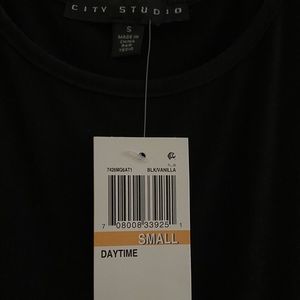 CITY STUDIO
S
MADE IN
CHINA
7426MQ6AT1 BLK/VANILLA
7 08008 33925 1
SMALL
DAYTIME